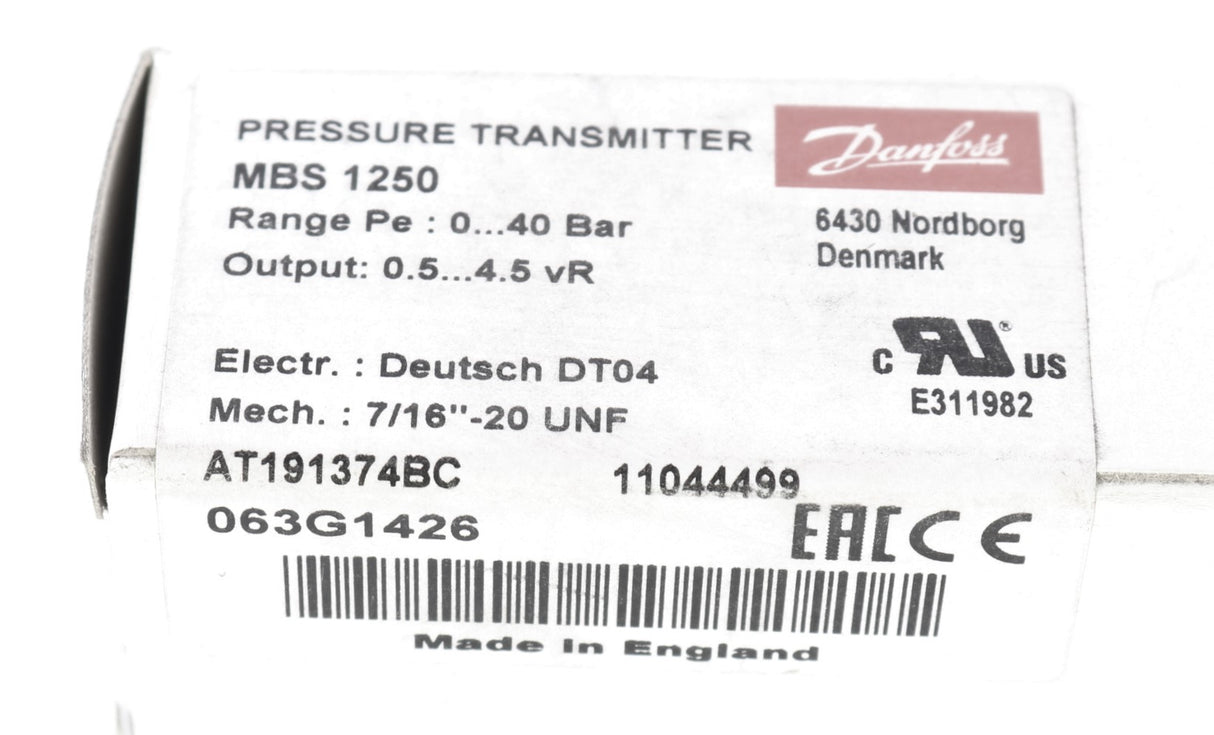 PRESSURE TRANSMITTER
MBS 1250
Range Pe : 0...40 Bar
Output: 0.5...4.5 vR
Danfoss
6430 Nordborg
Denmark
Electr. : Deutsch DT04
Mech. : 7/16"-20 UNF
C RU® US
E311982
AT191374BC 11044499
063G1426
EAC CE
Made In England